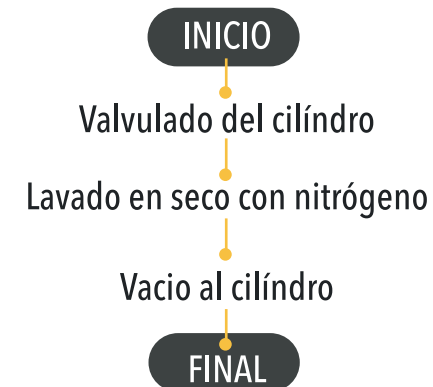 INICIO
Valvulado del cilíndro
Lavado en seco con nitrógeno
Vacio al cilíndro
FINAL